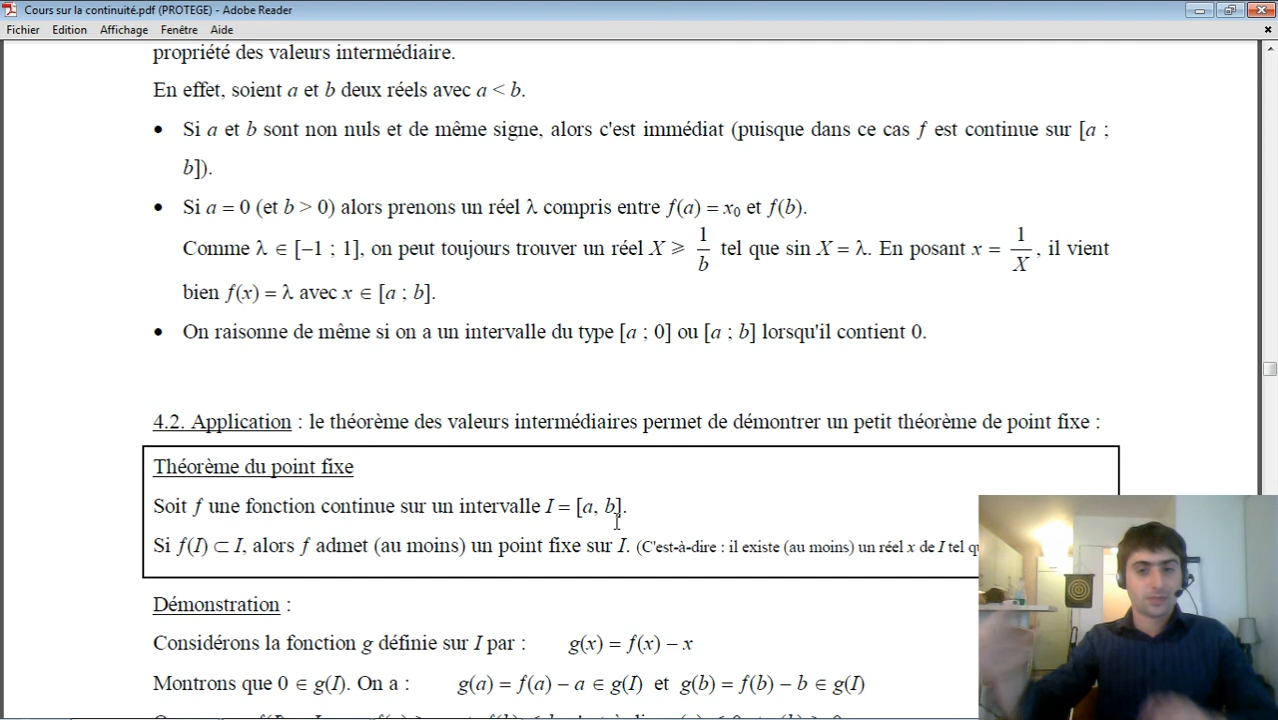 Cours sur la continuité.pdf (PROTEGE) - Adobe Reader
Fichier Edition Affichage Fenêtre Aide
propriété des valeurs intermédiaire.
En effet, soient a et b deux réels avec a < b.
• Si a et b sont non nuls et de même signe, alors c'est immédiat (puisque dans ce cas f est continue sur [a ;
b]).
• Si a = 0 (et b > 0) alors prenons un réel λ compris entre f(a) = x₀ et f(b).
Comme λ ∈ [−1 ; 1], on peut toujours trouver un réel X ⩾ 1/b tel que sin X = λ. En posant x = 1/X, il vient
bien f(x) = λ avec x ∈ [a ; b].
• On raisonne de même si on a un intervalle du type [a ; 0] ou [a ; b] lorsqu'il contient 0.
4.2. Application : le théorème des valeurs intermédiaires permet de démontrer un petit théorème de point fixe :
Théorème du point fixe
Soit f une fonction continue sur un intervalle I = [a, b].
Si f(I) ⊂ I, alors f admet (au moins) un point fixe sur I. (C'est-à-dire : il existe (au moins) un réel x de I tel
Démonstration :
Considérons la fonction g définie sur I par : g(x) = f(x) − x
Montrons que 0 ∈ g(I). On a : g(a) = f(a) − a ∈ g(I) et g(b) = f(b) − b ∈ g(I)